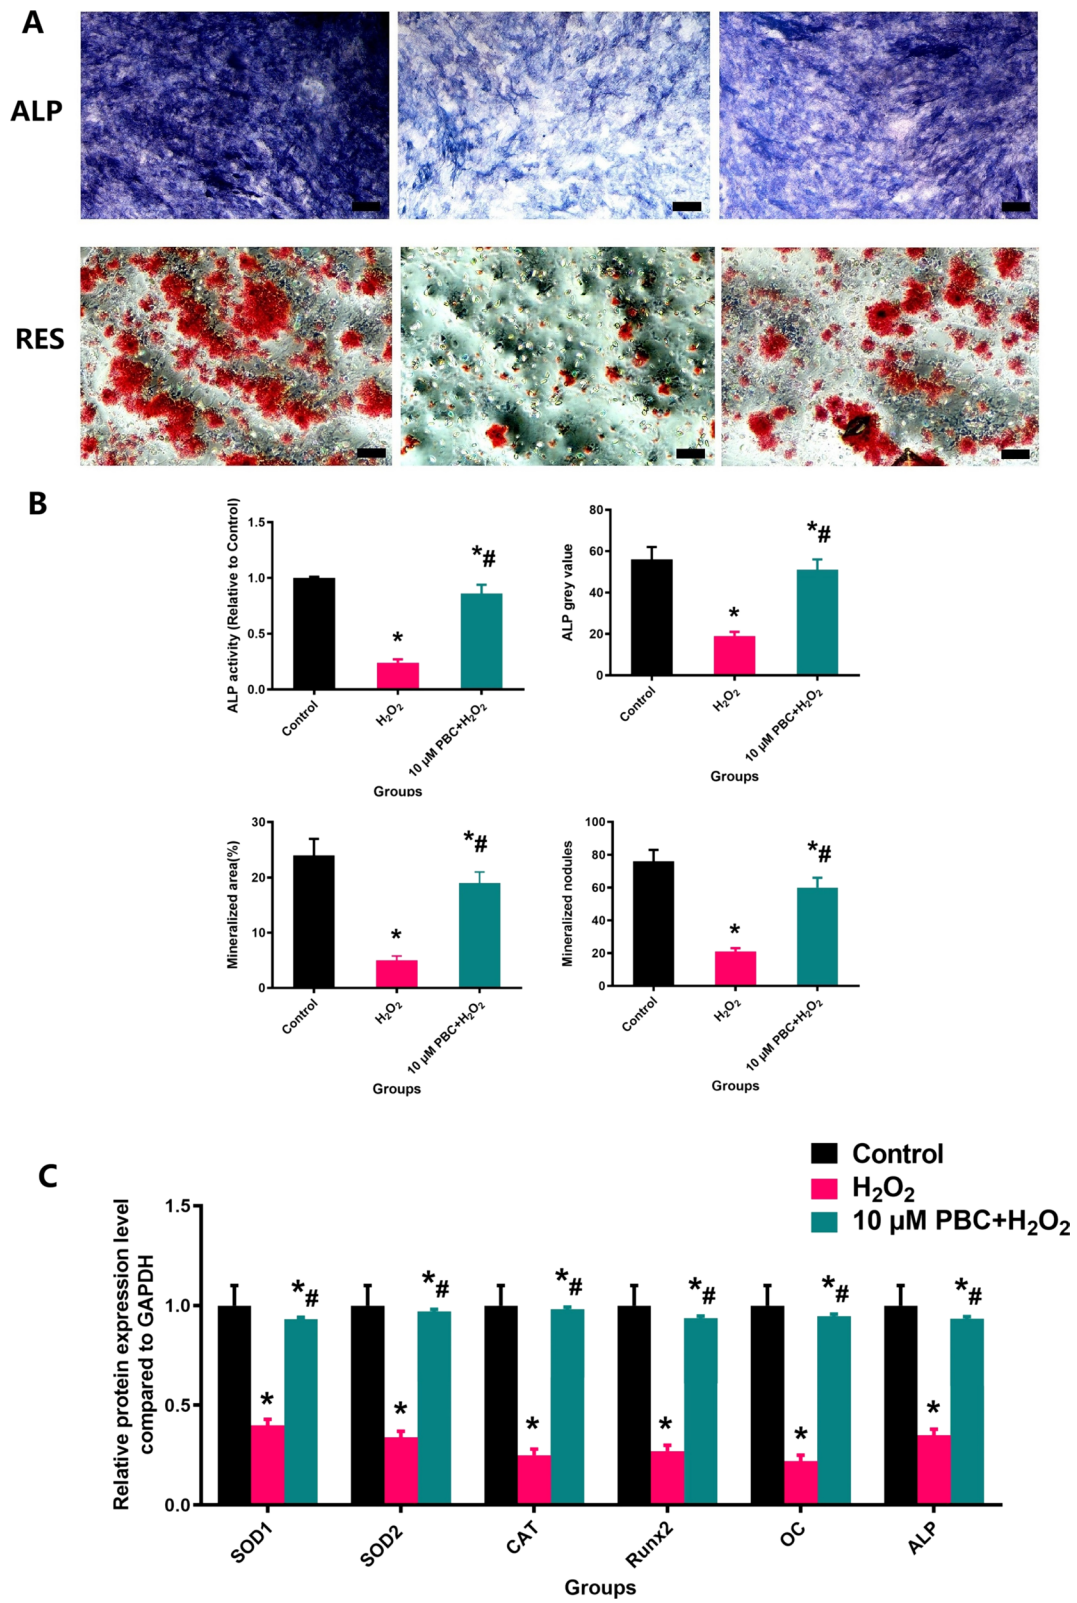 A
ALP
RES
B
ALP activity (Relative to Control)
1.5
1.0
0.5
0.0
*
*#
Control
H₂O₂
10 µM PBC+H₂O₂
Groups
ALP grey value
80
60
40
20
0
*
*#
Control
H₂O₂
10 µM PBC+H₂O₂
Groups
Mineralized area(%)
30
20
10
0
*
*#
Control
H₂O₂
10 µM PBC+H₂O₂
Groups
Mineralized nodules
100
80
60
40
20
0
*
*#
Control
H₂O₂
10 µM PBC+H₂O₂
Groups
C
Control
H₂O₂
10 µM PBC+H₂O₂
Relative protein expression level
compared to GAPDH
1.5
1.0
0.5
0.0
*
*#
*
*#
*
*#
*
*#
*
*#
*
*#
SOD1
SOD2
CAT
Runx2
OC
ALP
Groups